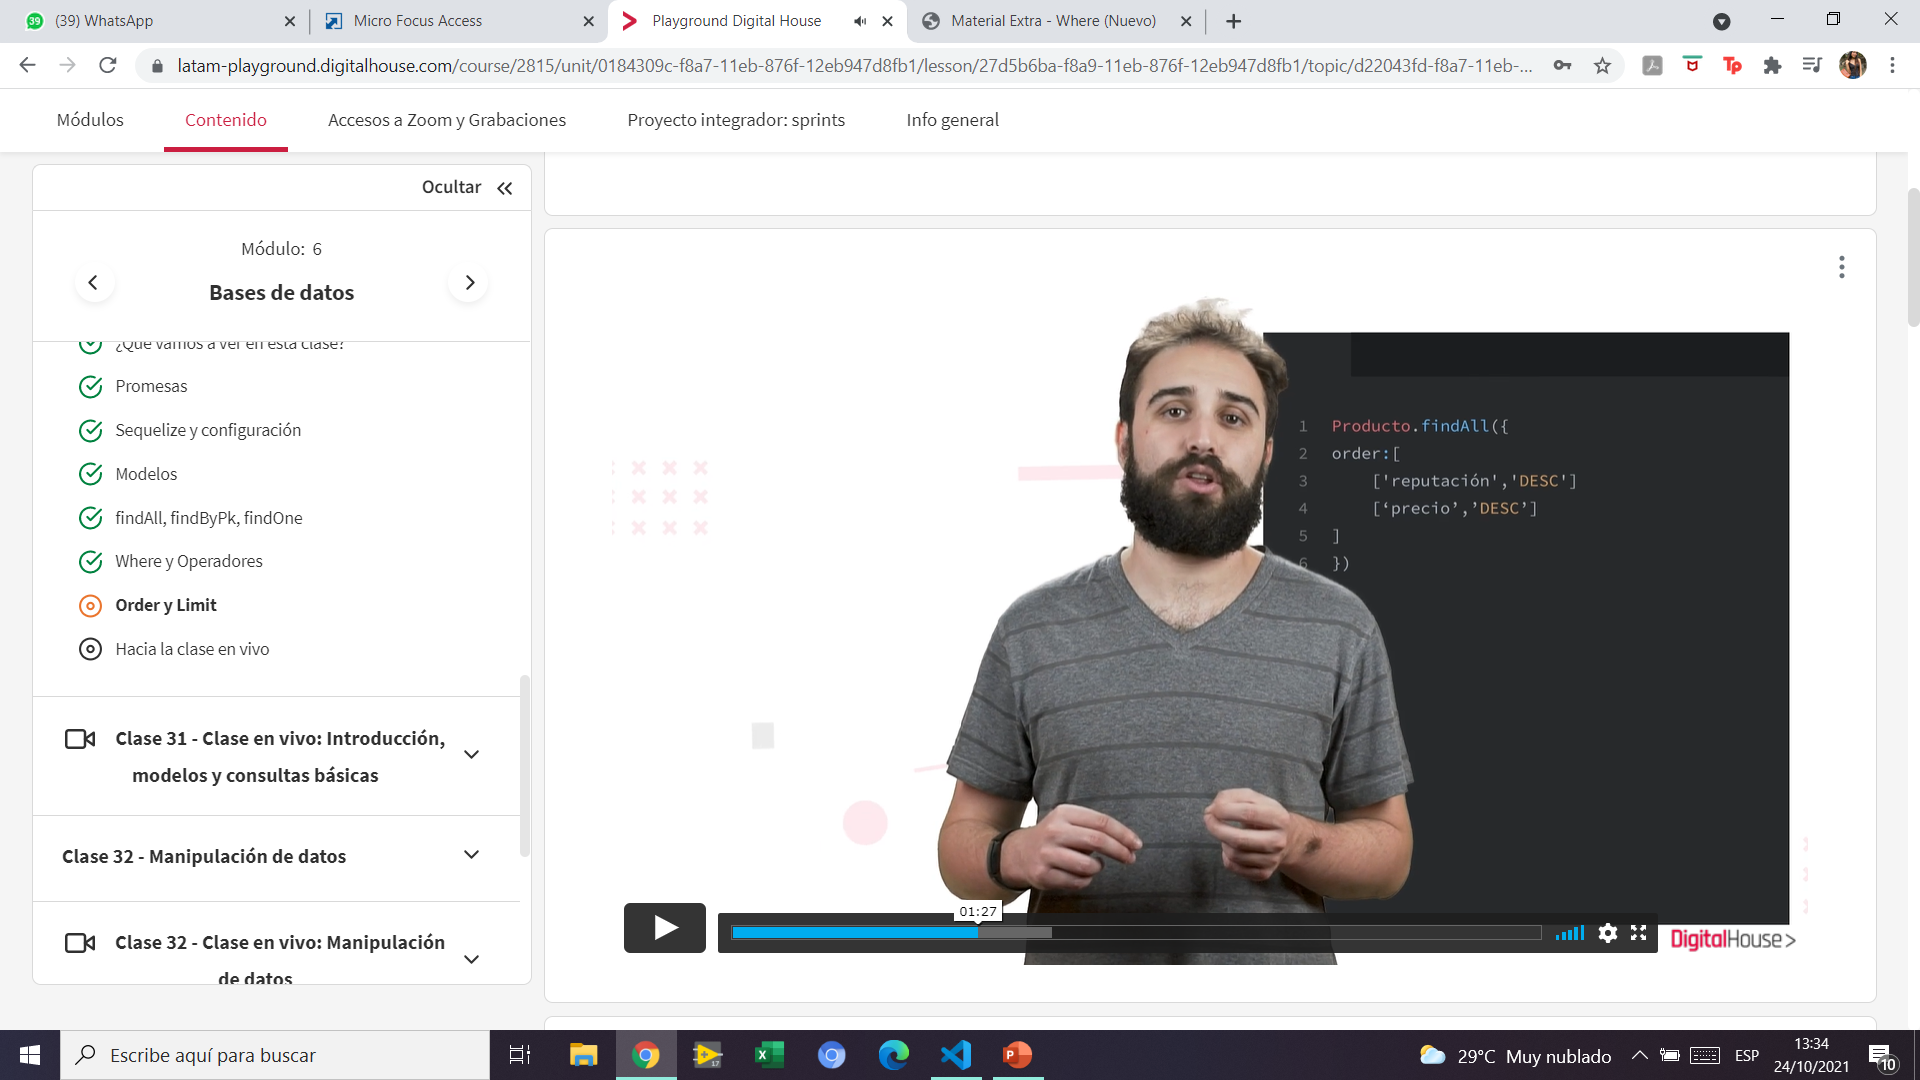 (39) WhatsApp
Micro Focus Access
Playground Digital House
Material Extra - Where (Nuevo)
latam-playground.digitalhouse.com/course/2815/unit/0184309c-f8a7-11eb-876f-12eb947d8fb1/lesson/27d5b6ba-f8a9-11eb-876f-12eb947d8fb1/topic/d22043fd-f8a7-11eb-...
Módulos
Contenido
Accesos a Zoom y Grabaciones
Proyecto integrador: sprints
Info general
Ocultar
Módulo: 6
Bases de datos
¿Qué vamos a ver en esta clase?
Promesas
Sequelize y configuración
Modelos
findAll, findByPk, findOne
Where y Operadores
Order y Limit
Hacia la clase en vivo
Clase 31 - Clase en vivo: Introducción,
modelos y consultas básicas
Clase 32 - Manipulación de datos
Clase 32 - Clase en vivo: Manipulación
de datos
1 Producto.findAll({
2 order:[
3 ['reputación','DESC']
4 [‘precio’,’DESC’]
5 ]
6 })
01:27
DigitalHouse>
Escribe aquí para buscar
29°C Muy nublado
ESP
13:34
24/10/2021
10